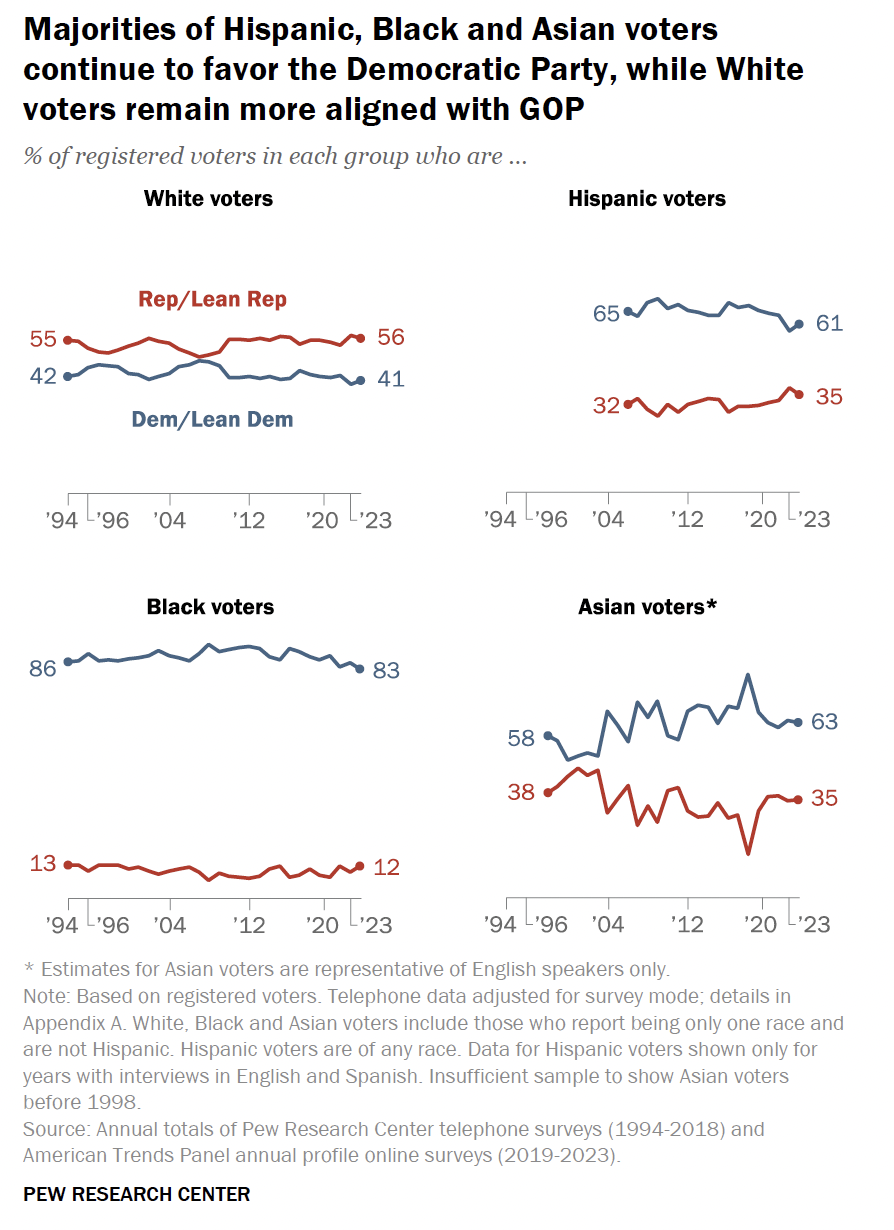 Majorities of Hispanic, Black and Asian voters
continue to favor the Democratic Party, while White
voters remain more aligned with GOP
% of registered voters in each group who are ...
White voters
Rep/Lean Rep
55
56
42
41
Dem/Lean Dem
’94 ’96 ’04 ’12 ’20 ’23
Hispanic voters
65
61
32
35
’94 ’96 ’04 ’12 ’20 ’23
Black voters
86
83
13
12
’94 ’96 ’04 ’12 ’20 ’23
Asian voters*
58
63
38
35
’94 ’96 ’04 ’12 ’20 ’23
* Estimates for Asian voters are representative of English speakers only.
Note: Based on registered voters. Telephone data adjusted for survey mode; details in
Appendix A. White, Black and Asian voters include those who report being only one race and
are not Hispanic. Hispanic voters are of any race. Data for Hispanic voters shown only for
years with interviews in English and Spanish. Insufficient sample to show Asian voters
before 1998.
Source: Annual totals of Pew Research Center telephone surveys (1994-2018) and
American Trends Panel annual profile online surveys (2019-2023).
PEW RESEARCH CENTER